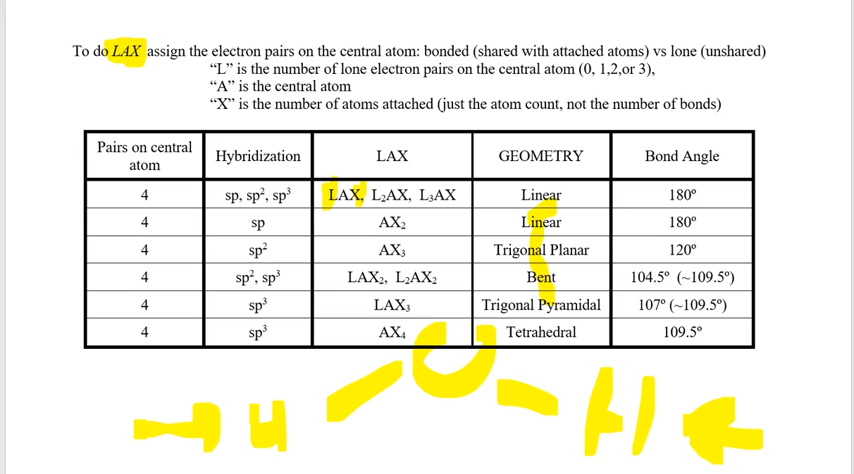 To do LAX assign the electron pairs on the central atom: bonded (shared with attached atoms) vs lone (unshared)
“L” is the number of lone electron pairs on the central atom (0, 1,2,or 3),
“A” is the central atom
“X” is the number of atoms attached (just the atom count, not the number of bonds)
Pairs on central atom Hybridization LAX GEOMETRY Bond Angle
4 sp, sp², sp³ LAX, L₂AX, L₃AX Linear 180º
4 sp AX₂ Linear 180º
4 sp² AX₃ Trigonal Planar 120º
4 sp², sp³ LAX₂, L₂AX₂ Bent 104.5º (~109.5º)
4 sp³ LAX₃ Trigonal Pyramidal 107º (~109.5º)
4 sp³ AX₄ Tetrahedral 109.5º